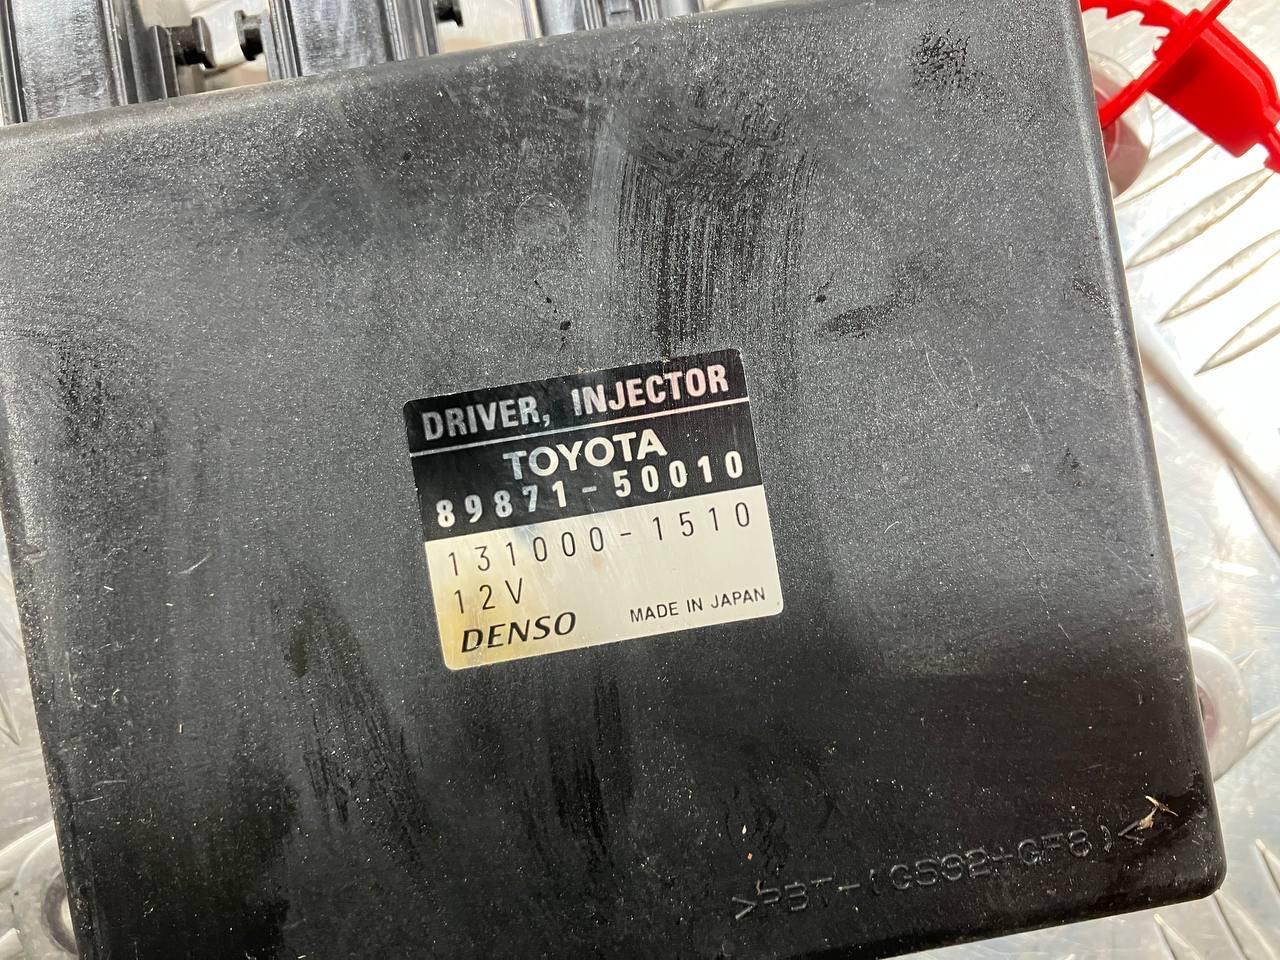 DRIVER, INJECTOR
TOYOTA
89871-50010
131000-1510
12V
DENSO MADE IN JAPAN